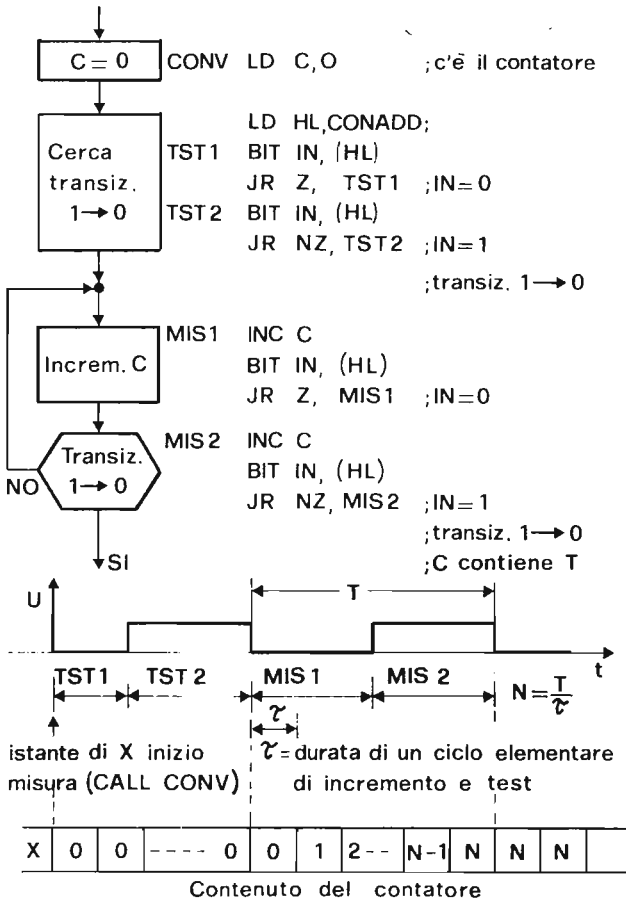 C = 0 CONV LD C,O ;c'è il contatore
LD HL,CONADD;
Cerca TST1 BIT IN, (HL)
transiz. JR Z, TST1 ;IN=0
1→0 TST2 BIT IN, (HL)
JR NZ, TST2 ;IN=1
;transiz. 1→0
MIS1 INC C
Increm. C BIT IN, (HL)
JR Z, MIS1 ;IN=0
MIS2 INC C
Transiz. BIT IN, (HL)
NO 1→0 JR NZ, MIS2 ;IN=1
;transiz. 1→0
SI ;C contiene T
U T
t
TST1 TST2 MIS1 MIS 2 N=T/τ
τ
istante di X inizio τ=durata di un ciclo elementare
misura (CALL CONV) di incremento e test
X 0 0 ---- 0 0 1 2-- N-1 N N N
Contenuto del contatore